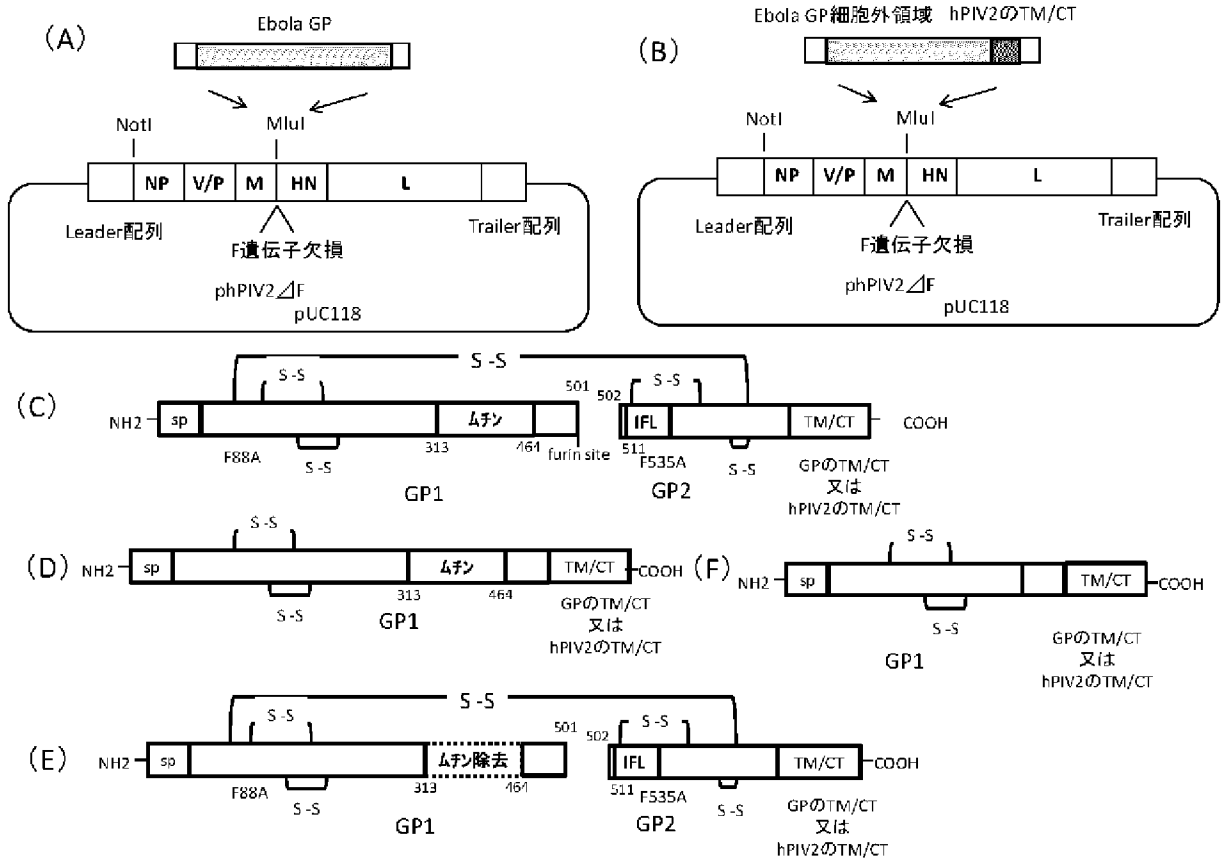 (A)
Ebola GP
NotI
MluI
NP
V/P
M
HN
L
Leader配列
Trailer配列
F遺伝子欠損
phPIV2⊿F
pUC118
(B)
Ebola GP細胞外領域 hPIV2のTM/CT
NotI
MluI
NP
V/P
M
HN
L
Leader配列
Trailer配列
F遺伝子欠損
phPIV2⊿F
pUC118
(C)
S-S
S-S
501
502
S-S
NH2
sp
ムチン
IFL
TM/CT
COOH
F88A
S-S
313
464
furin site
511
F535A
S-S
GP1
GP2
GPのTM/CT
又は
hPIV2のTM/CT
(D)
S-S
NH2
sp
ムチン
TM/CT
COOH
S-S
313
464
GP1
GPのTM/CT
又は
hPIV2のTM/CT
(F)
S-S
NH2
sp
TM/CT
COOH
S-S
GP1
GPのTM/CT
又は
hPIV2のTM/CT
(E)
S-S
S-S
501
502
S-S
NH2
sp
ムチン除去
IFL
TM/CT
COOH
F88A
S-S
313
464
511
F535A
S-S
GP1
GP2
GPのTM/CT
又は
hPIV2のTM/CT